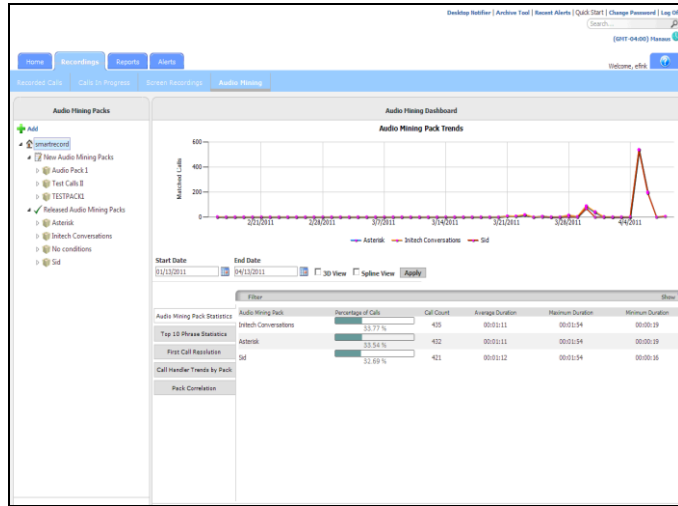 Desktop Notifier | Archive Tool | Recent Alerts | Quick Start | Change Password | Log Of
Search...
(GMT-04:00) Manaus
Home Recordings Reports Alerts
Welcome, efink
Recorded Calls Calls In Progress Screen Recordings Audio Mining
Audio Mining Packs
Audio Mining Dashboard
Add
smartrecord
New Audio Mining Packs
Audio Pack 1
Test Calls II
TESTPACK1
Released Audio Mining Packs
Asterisk
Initech Conversations
No conditions
Sid
Audio Mining Pack Trends
Matched Calls
600
400
200
0
2/21/2011 2/28/2011 3/7/2011 3/14/2011 3/21/2011 3/28/2011 4/4/2011
Asterisk Initech Conversations Sid
Start Date End Date
01/13/2011 04/13/2011 3D View Spline View Apply
Filter Show
Audio Mining Pack Statistics
Top 10 Phrase Statistics
First Call Resolution
Call Handler Trends by Pack
Pack Correlation
Audio Mining Pack Percentage of Calls Call Count Average Duration Maximum Duration Minimum Duration
Initech Conversations 33.77 % 435 00:01:11 00:01:54 00:00:19
Asterisk 33.54 % 432 00:01:11 00:01:54 00:00:19
Sid 32.69 % 421 00:01:12 00:01:54 00:00:16